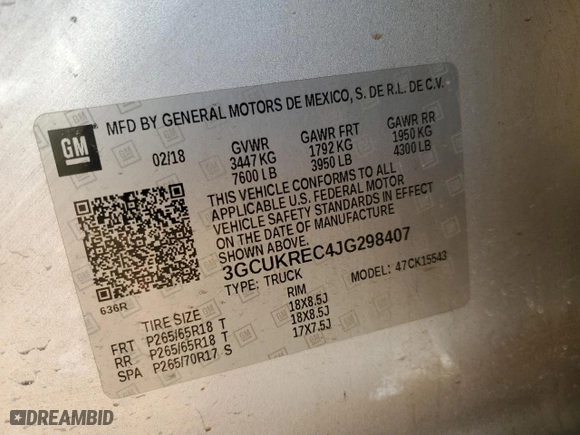 GM
MFD BY GENERAL MOTORS DE MEXICO, S. DE R.L. DE C.V.
02/18
GVWR
3447 KG
7600 LB
GAWR FRT
1792 KG
3950 LB
GAWR RR
1950 KG
4300 LB
THIS VEHICLE CONFORMS TO ALL
APPLICABLE U.S. FEDERAL MOTOR
VEHICLE SAFETY STANDARDS IN EFFECT
ON THE DATE OF MANUFACTURE
SHOWN ABOVE.
3GCUKREC4JG298407
TYPE: TRUCK
MODEL: 47CK15543
636R
TIRE SIZE RIM
FRT P265/65R18 T 18X8.5J
RR P265/65R18 T 18X8.5J
SPA P265/70R17 S 17X7.5J
DREAMBID